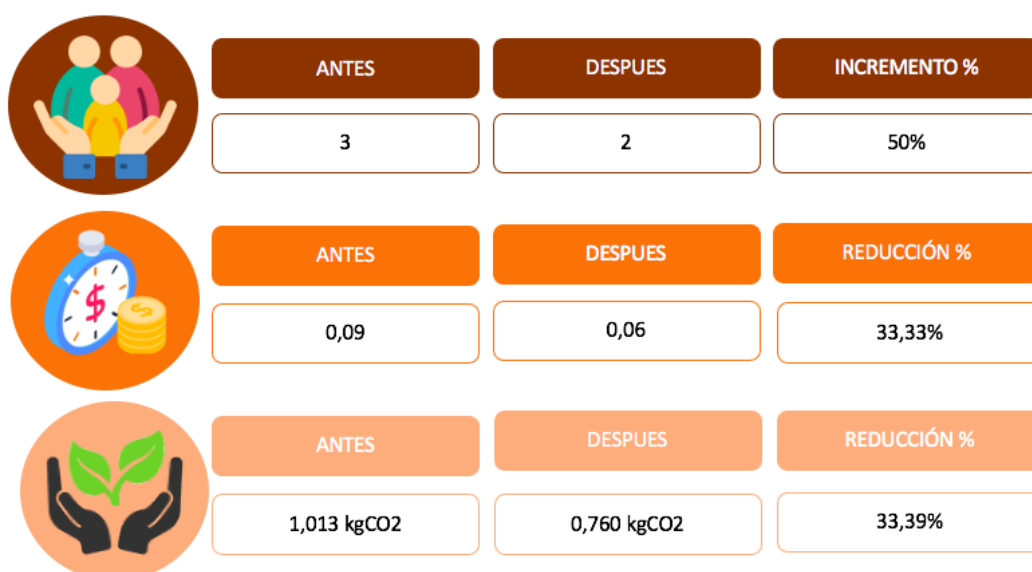 ANTES DESPUES INCREMENTO %
3 2 50%
ANTES DESPUES REDUCCIÓN %
0,09 0,06 33,33%
ANTES DESPUES REDUCCIÓN %
1,013 kgCO2 0,760 kgCO2 33,39%